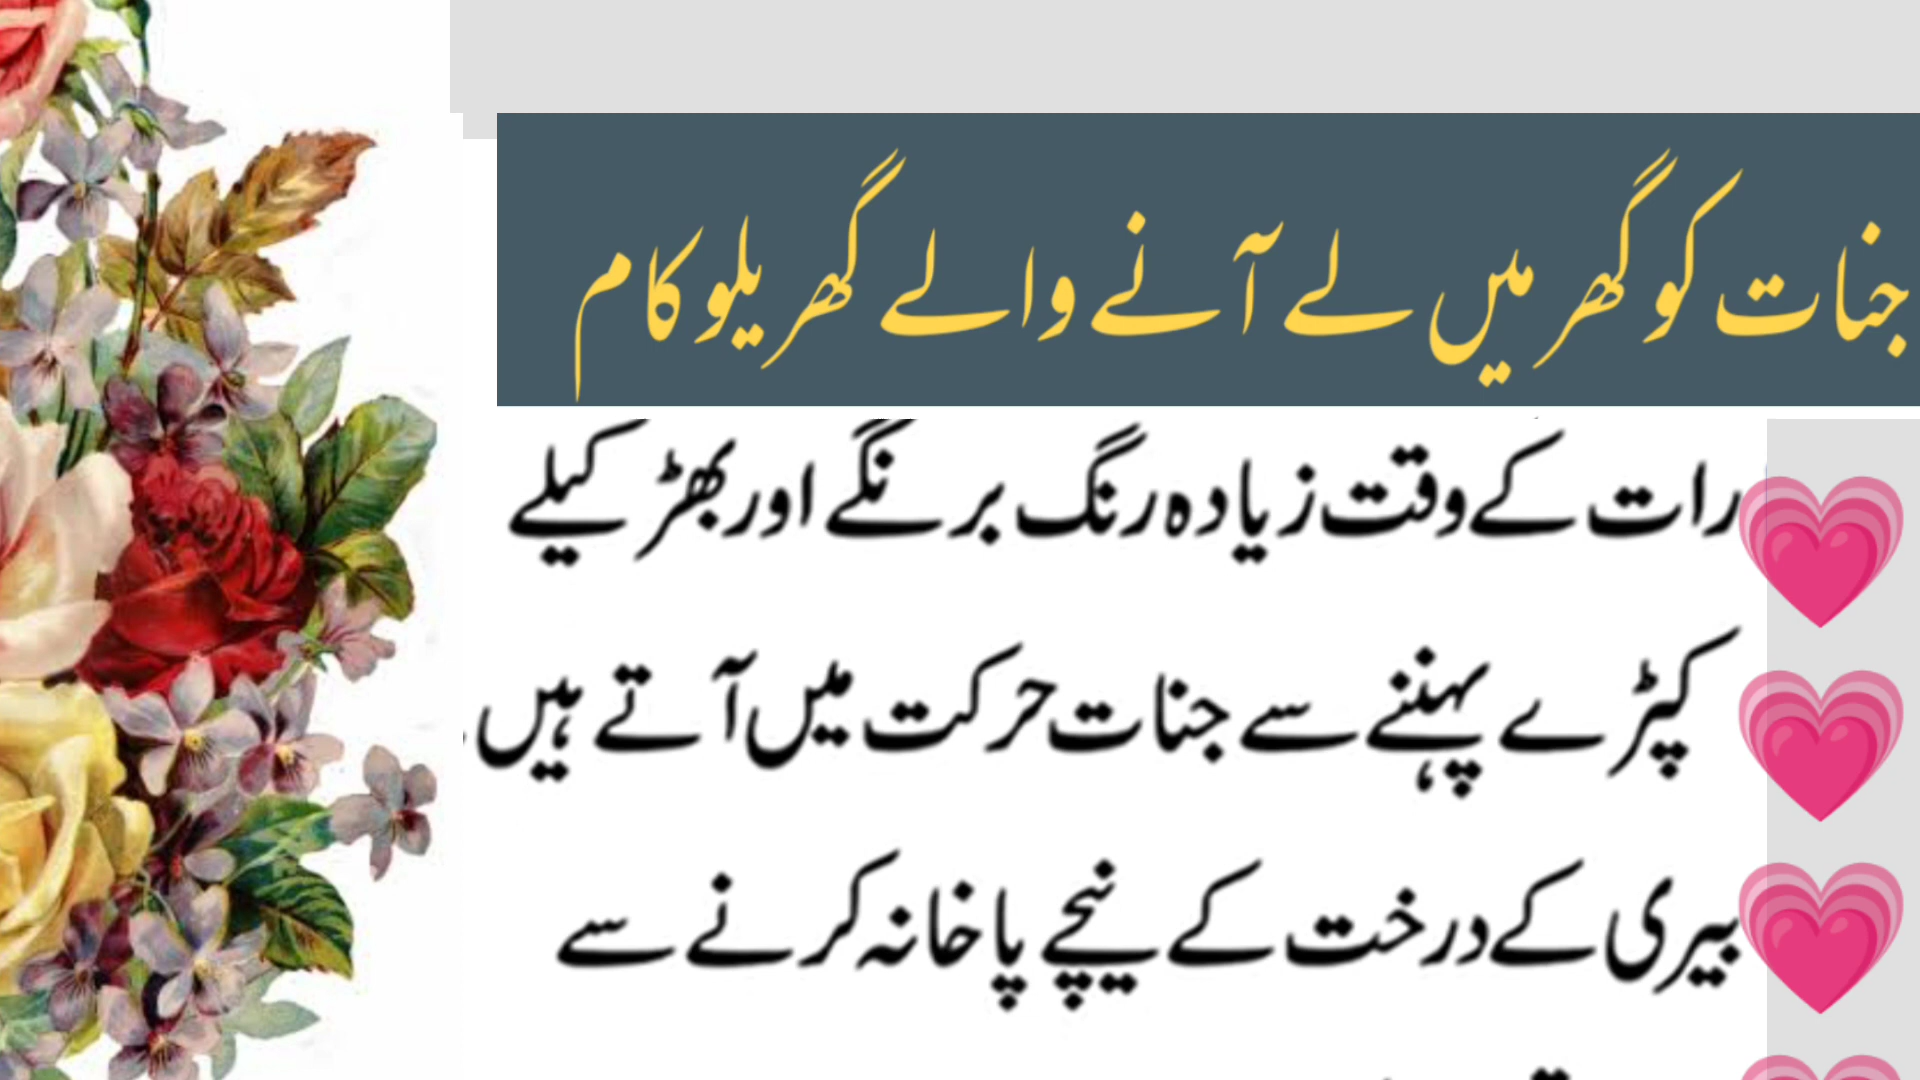 جنات کو گھر میں لے آنے والے گھریلو کام
رات کے وقت زیادہ رنگ برنگے اور بھڑکیلے
کپڑے پہننے سے جنات حرکت میں آتے ہیں
بیری کے درخت کے نیچے پاخانہ کرنے سے